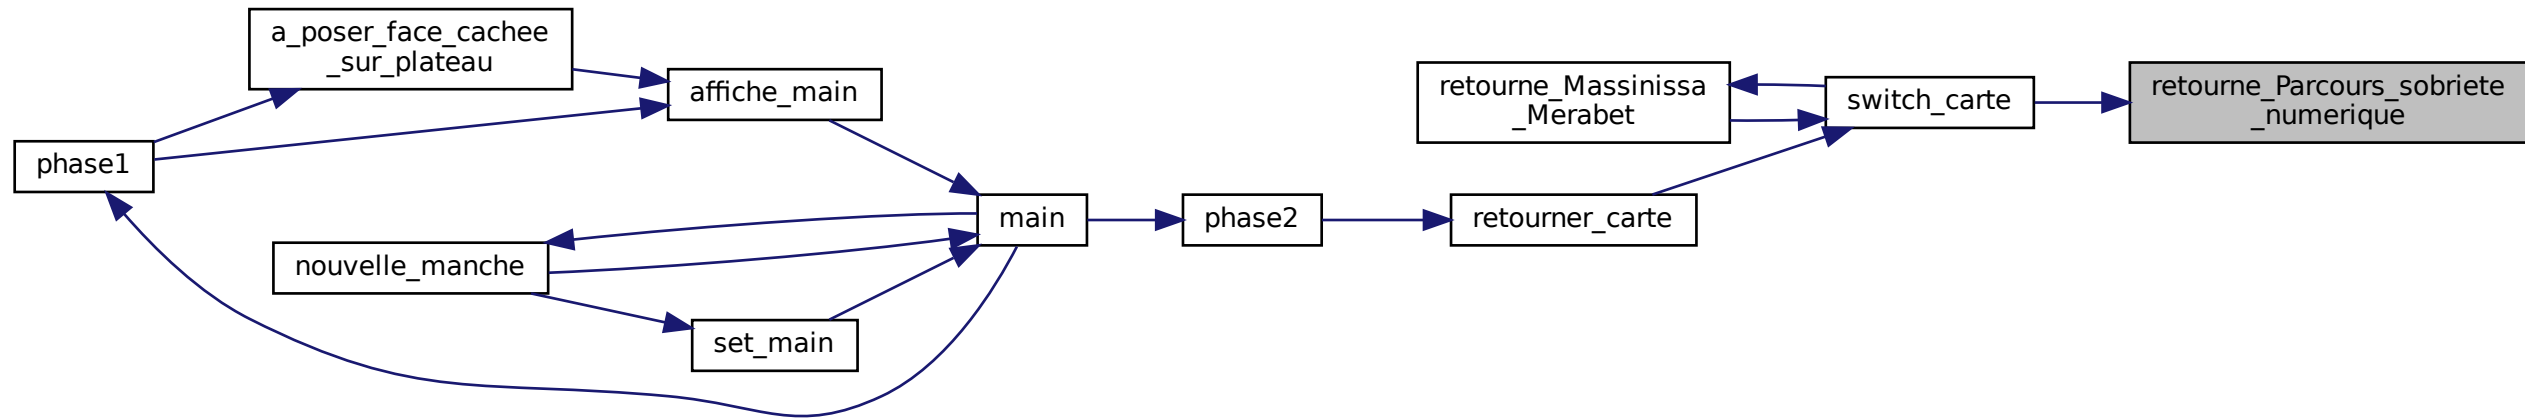 a_poser_face_cachee
_sur_plateau
affiche_main
phase1
nouvelle_manche
set_main
main
phase2
retourne_Massinissa
_Merabet
retourner_carte
switch_carte
retourne_Parcours_sobriete
_numerique